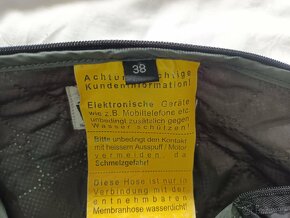 38
Achtung wichtige
Kundeninformation!
Elektronische Geräte
wie z.B. Mobiltelefone etc.
unbedingt zusätzlich gegen
Wasser schützen!
Bitte unbedingt den Kontakt
mit heissem Auspuff / Motor
vermeiden, da
Schmelzgefahr!
Diese Hose ist nur in
Verbindung mit der
entnehmbaren
Membranhose wasserdicht!